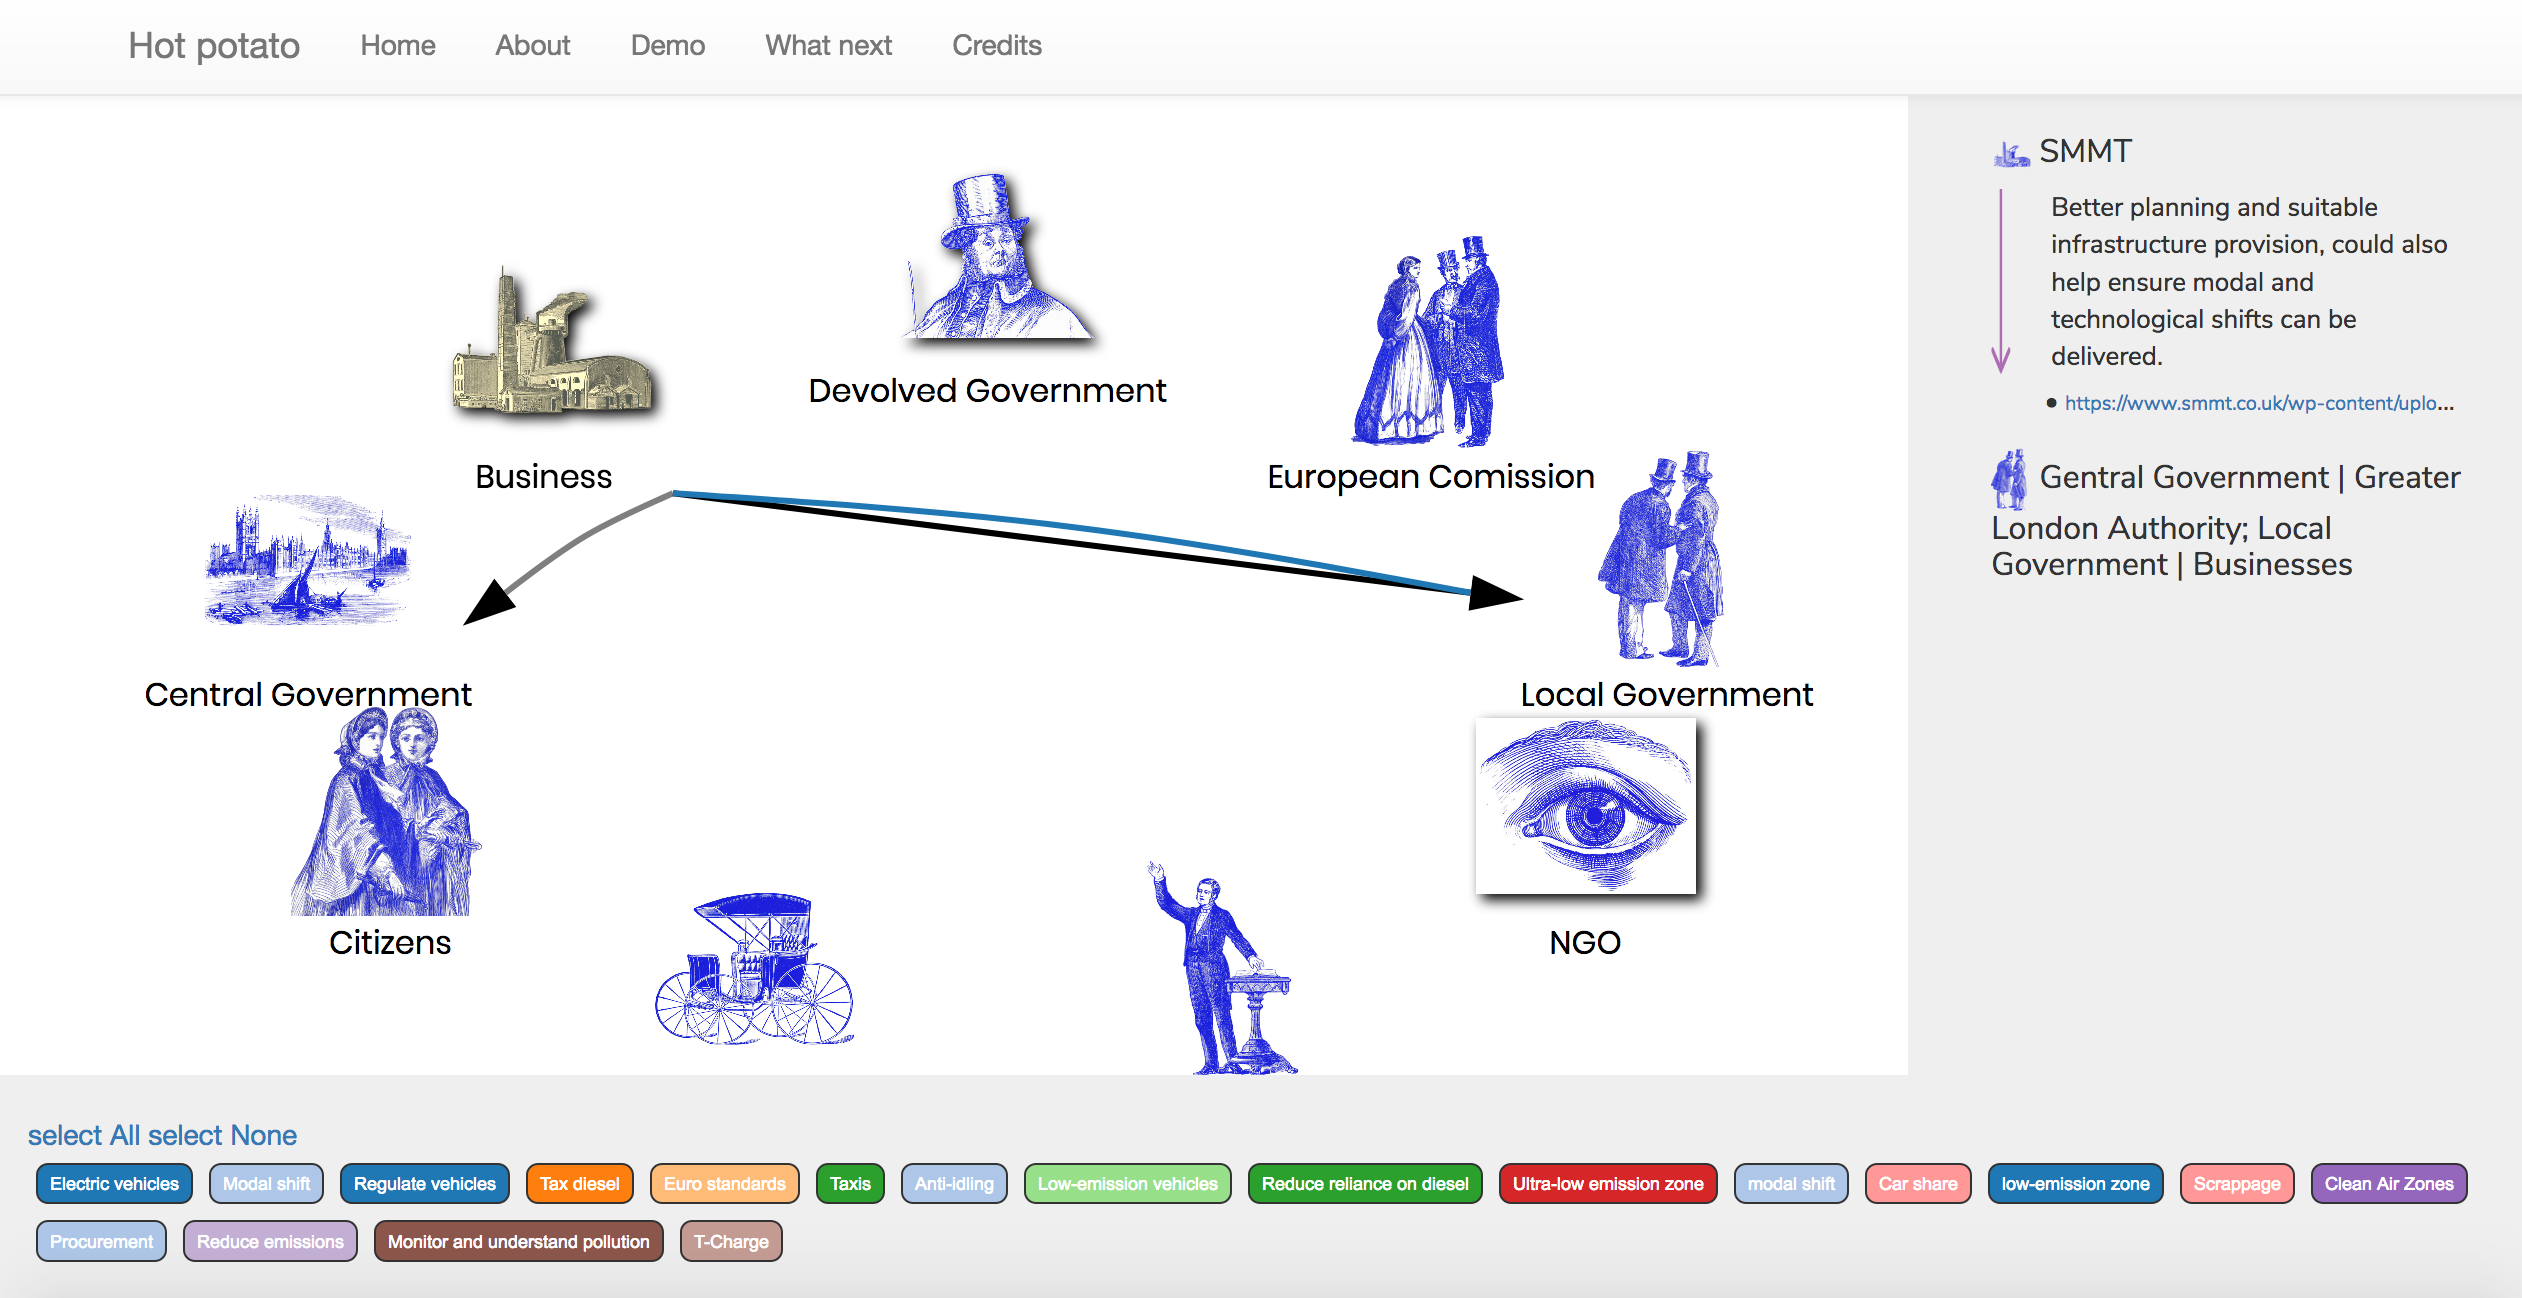 Hot potato Home About Demo What next Credits
SMMT
Better planning and suitable
infrastructure provision, could also
help ensure modal and
technological shifts can be
delivered.
https://www.smmt.co.uk/wp-content/uplo...
Gentral Government | Greater
London Authority; Local
Government | Businesses
Devolved Government
Business
European Comission
Central Government
Local Government
Citizens
NGO
select All select None
Electric vehicles Modal shift Regulate vehicles Tax diesel Euro standards Taxis Anti-idling Low-emission vehicles Reduce reliance on diesel Ultra-low emission zone modal shift Car share low-emission zone Scrappage Clean Air Zones
Procurement Reduce emissions Monitor and understand pollution T-Charge